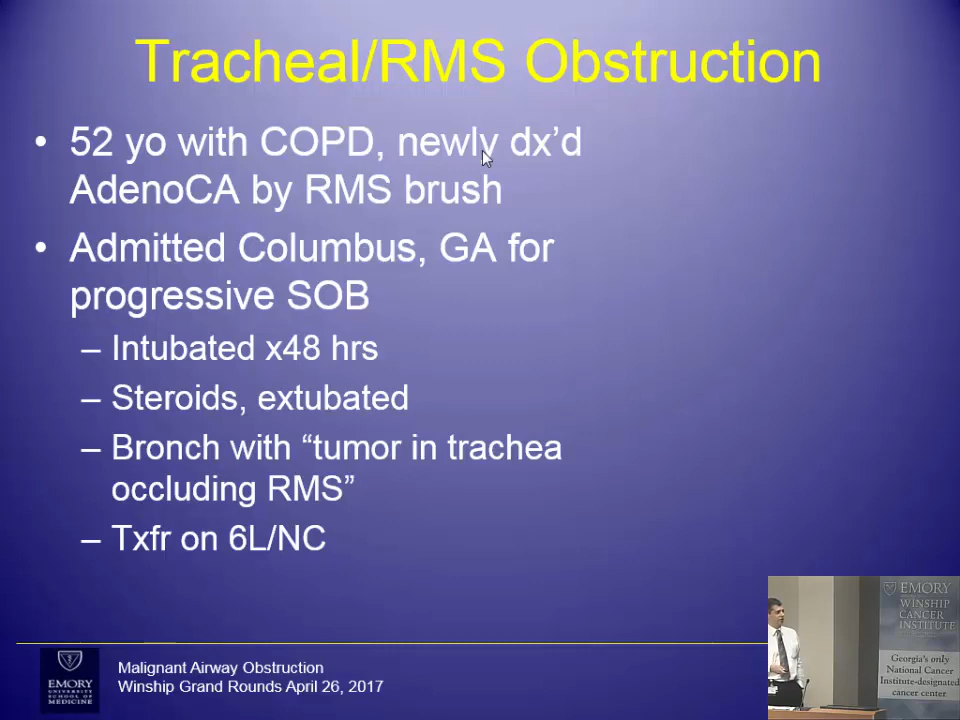 Tracheal/RMS Obstruction
• 52 yo with COPD, newly dx’d
AdenoCA by RMS brush
• Admitted Columbus, GA for
progressive SOB
– Intubated x48 hrs
– Steroids, extubated
– Bronch with “tumor in trachea
occluding RMS”
– Txfr on 6L/NC
EMORY
UNIVERSITY
SCHOOL OF
MEDICINE
Malignant Airway Obstruction
Winship Grand Rounds April 26, 2017
EMORY
WINSHIP
CANCER
INSTITUTE
Georgia's only
National Cancer
Institute-designated
cancer center